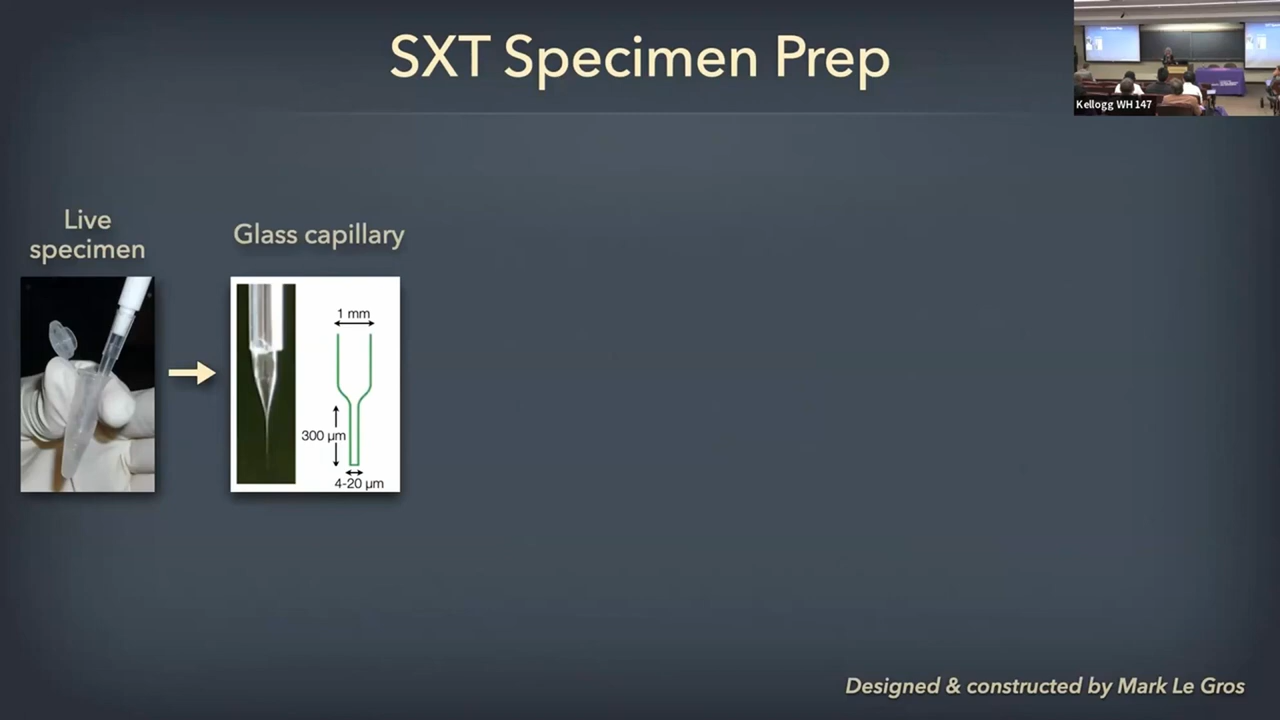 SXT Specimen Prep
Kellogg WH 147
Live
specimen
Glass capillary
1 mm
300 µm
4-20 µm
Designed & constructed by Mark Le Gros